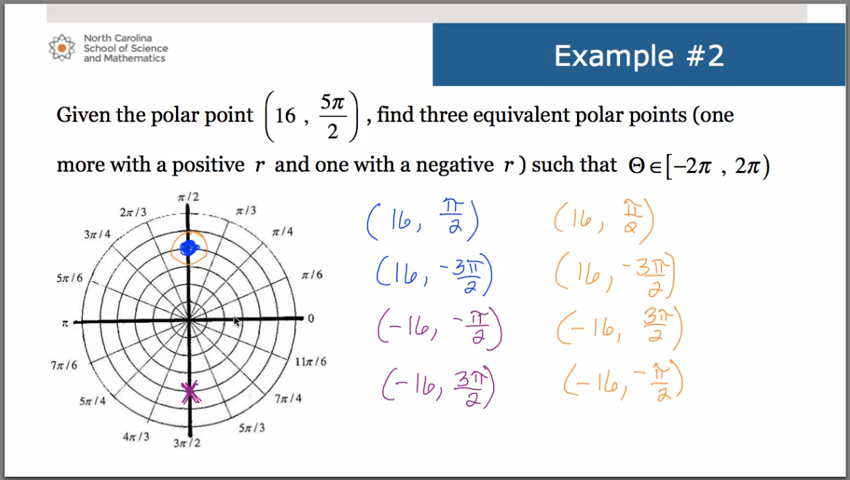 North Carolina
School of Science
and Mathematics
Example #2
Given the polar point (16 , 5π/2) , find three equivalent polar points (one
more with a positive r and one with a negative r ) such that Θ∈[−2π , 2π)
π/2
2π/3
π/3
3π/4
π/4
5π/6
π/6
π
0
7π/6
11π/6
5π/4
7π/4
4π/3
5π/3
3π/2
(16, π/2) (16, π/2)
(16, -3π/2) (16, -3π/2)
(-16, -π/2) (-16, 3π/2)
(-16, 3π/2) (-16, -π/2)